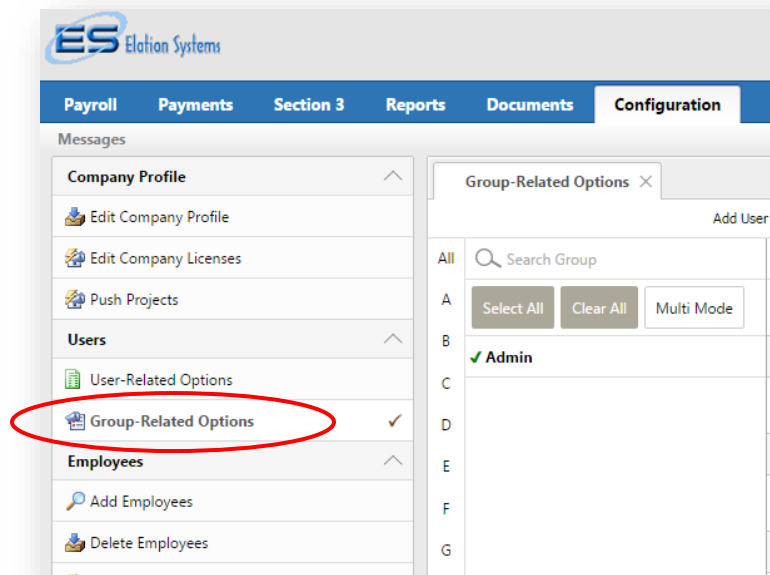 ES Elation Systems
Payroll Payments Section 3 Reports Documents Configuration
Messages
Company Profile
Edit Company Profile
Edit Company Licenses
Push Projects
Users
User-Related Options
Group-Related Options
Employees
Add Employees
Delete Employees
Group-Related Options
Add User
All
A
B
C
D
E
F
G
Search Group
Select All Clear All Multi Mode
Admin